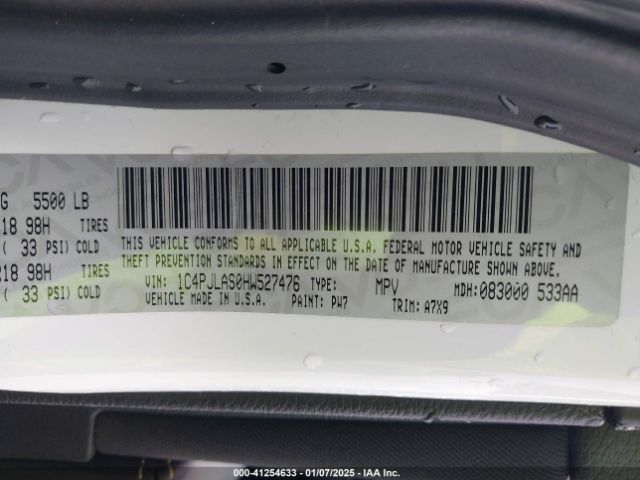 G 5500 LB
18 98H TIRES
( 33 PSI) COLD
R18 98H TIRES
( 33 PSI) COLD
THIS VEHICLE CONFORMS TO ALL APPLICABLE U.S.A. FEDERAL MOTOR VEHICLE SAFETY AND
THEFT PREVENTION STANDARDS IN EFFECT ON THE DATE OF MANUFACTURE SHOWN ABOVE.
VIN: 1C4PJLAS0HW527476 TYPE: MPV MDH:083000 533AA
VEHICLE MADE IN U.S.A. PAINT: PW7 TRIM: A7X9
000-41254633 - 01/07/2025 - IAA Inc.